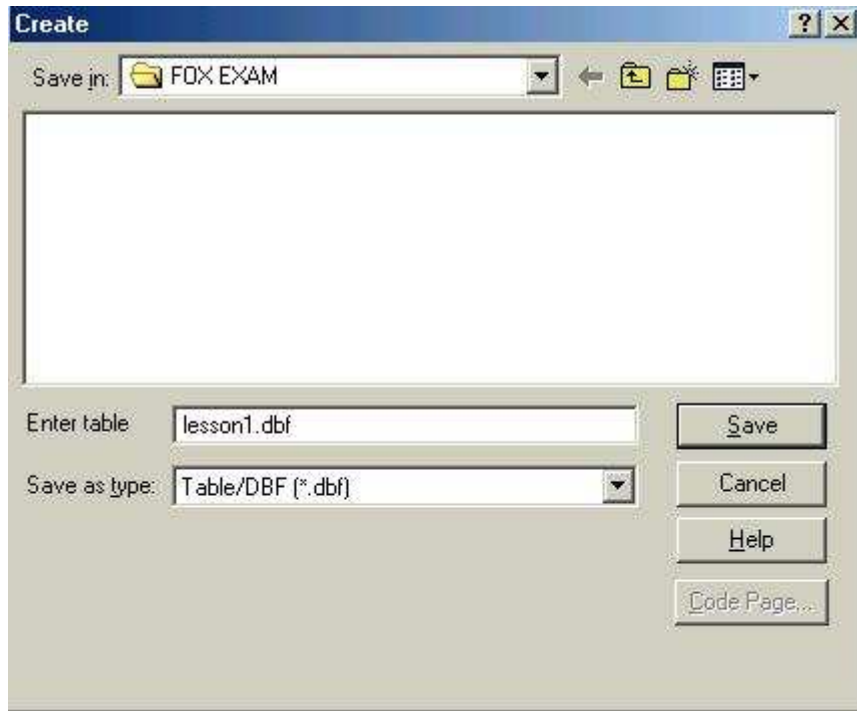 Create
Save in: FOX EXAM
Enter table lesson1.dbf
Save
Save as type: Table/DBF (*.dbf)
Cancel
Help
Code Page...